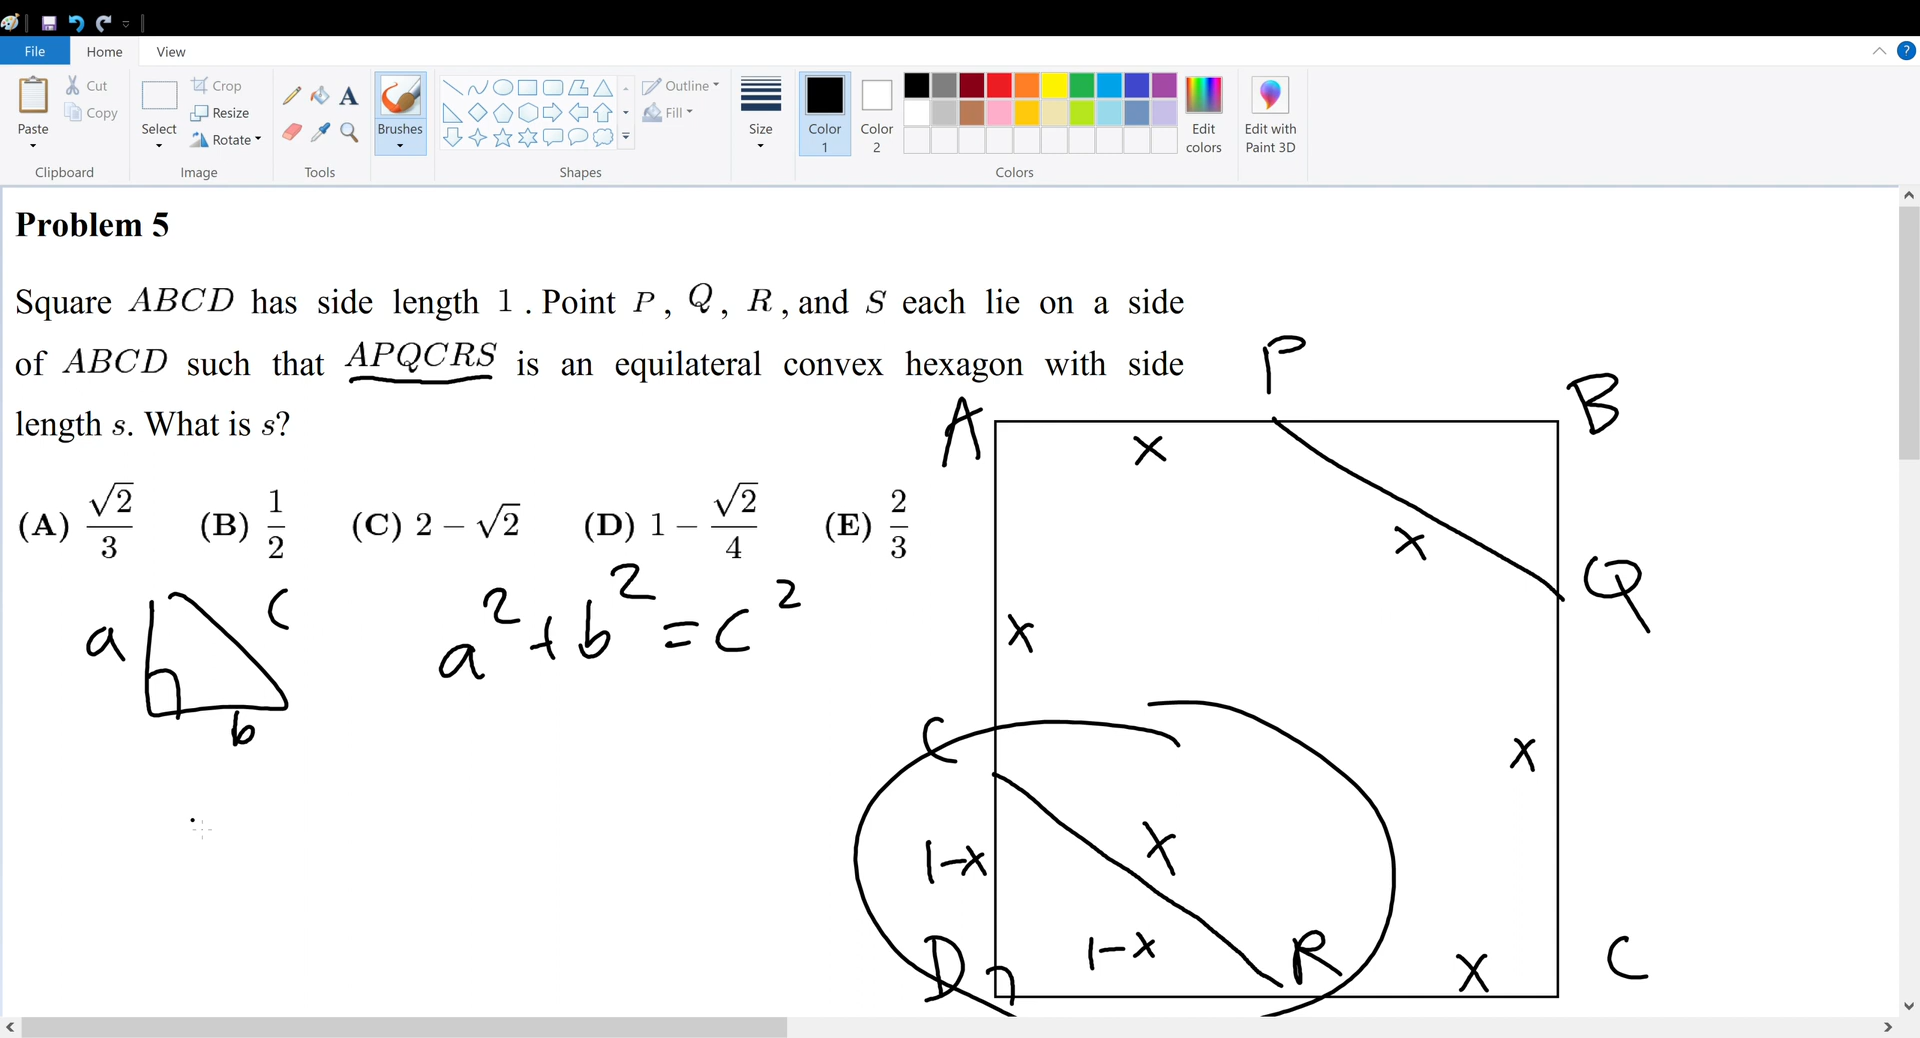 File Home View
Paste Cut Copy Clipboard
Select Crop Resize Rotate Image
A Tools
Brushes
Shapes
Outline Fill
Size
Color 1 Color 2 Edit colors Edit with Paint 3D Colors
?
Problem 5
Square ABCD has side length 1 . Point P , Q , R , and S each lie on a side
of ABCD such that APQCRS is an equilateral convex hexagon with side
length s. What is s?
(A) √2/3 (B) 1/2 (C) 2 − √2 (D) 1 − √2/4 (E) 2/3
a b c
a² + b² = c²
A P B
x
x
Q
x
x
C
1-x
x
D
1-x
R
x
C